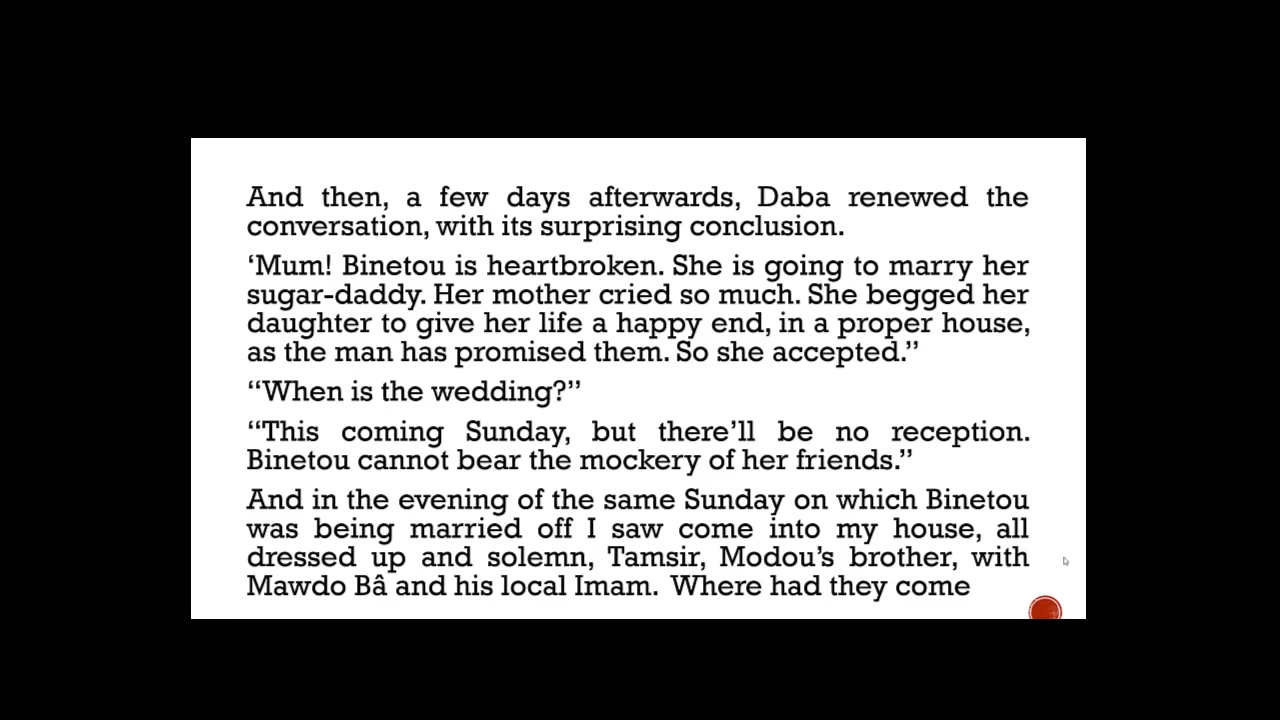 And then, a few days afterwards, Daba renewed the
conversation, with its surprising conclusion.
‘Mum! Binetou is heartbroken. She is going to marry her
sugar-daddy. Her mother cried so much. She begged her
daughter to give her life a happy end, in a proper house,
as the man has promised them. So she accepted.”
“When is the wedding?”
“This coming Sunday, but there’ll be no reception.
Binetou cannot bear the mockery of her friends.”
And in the evening of the same Sunday on which Binetou
was being married off I saw come into my house, all
dressed up and solemn, Tamsir, Modou’s brother, with
Mawdo Bâ and his local Imam. Where had they come